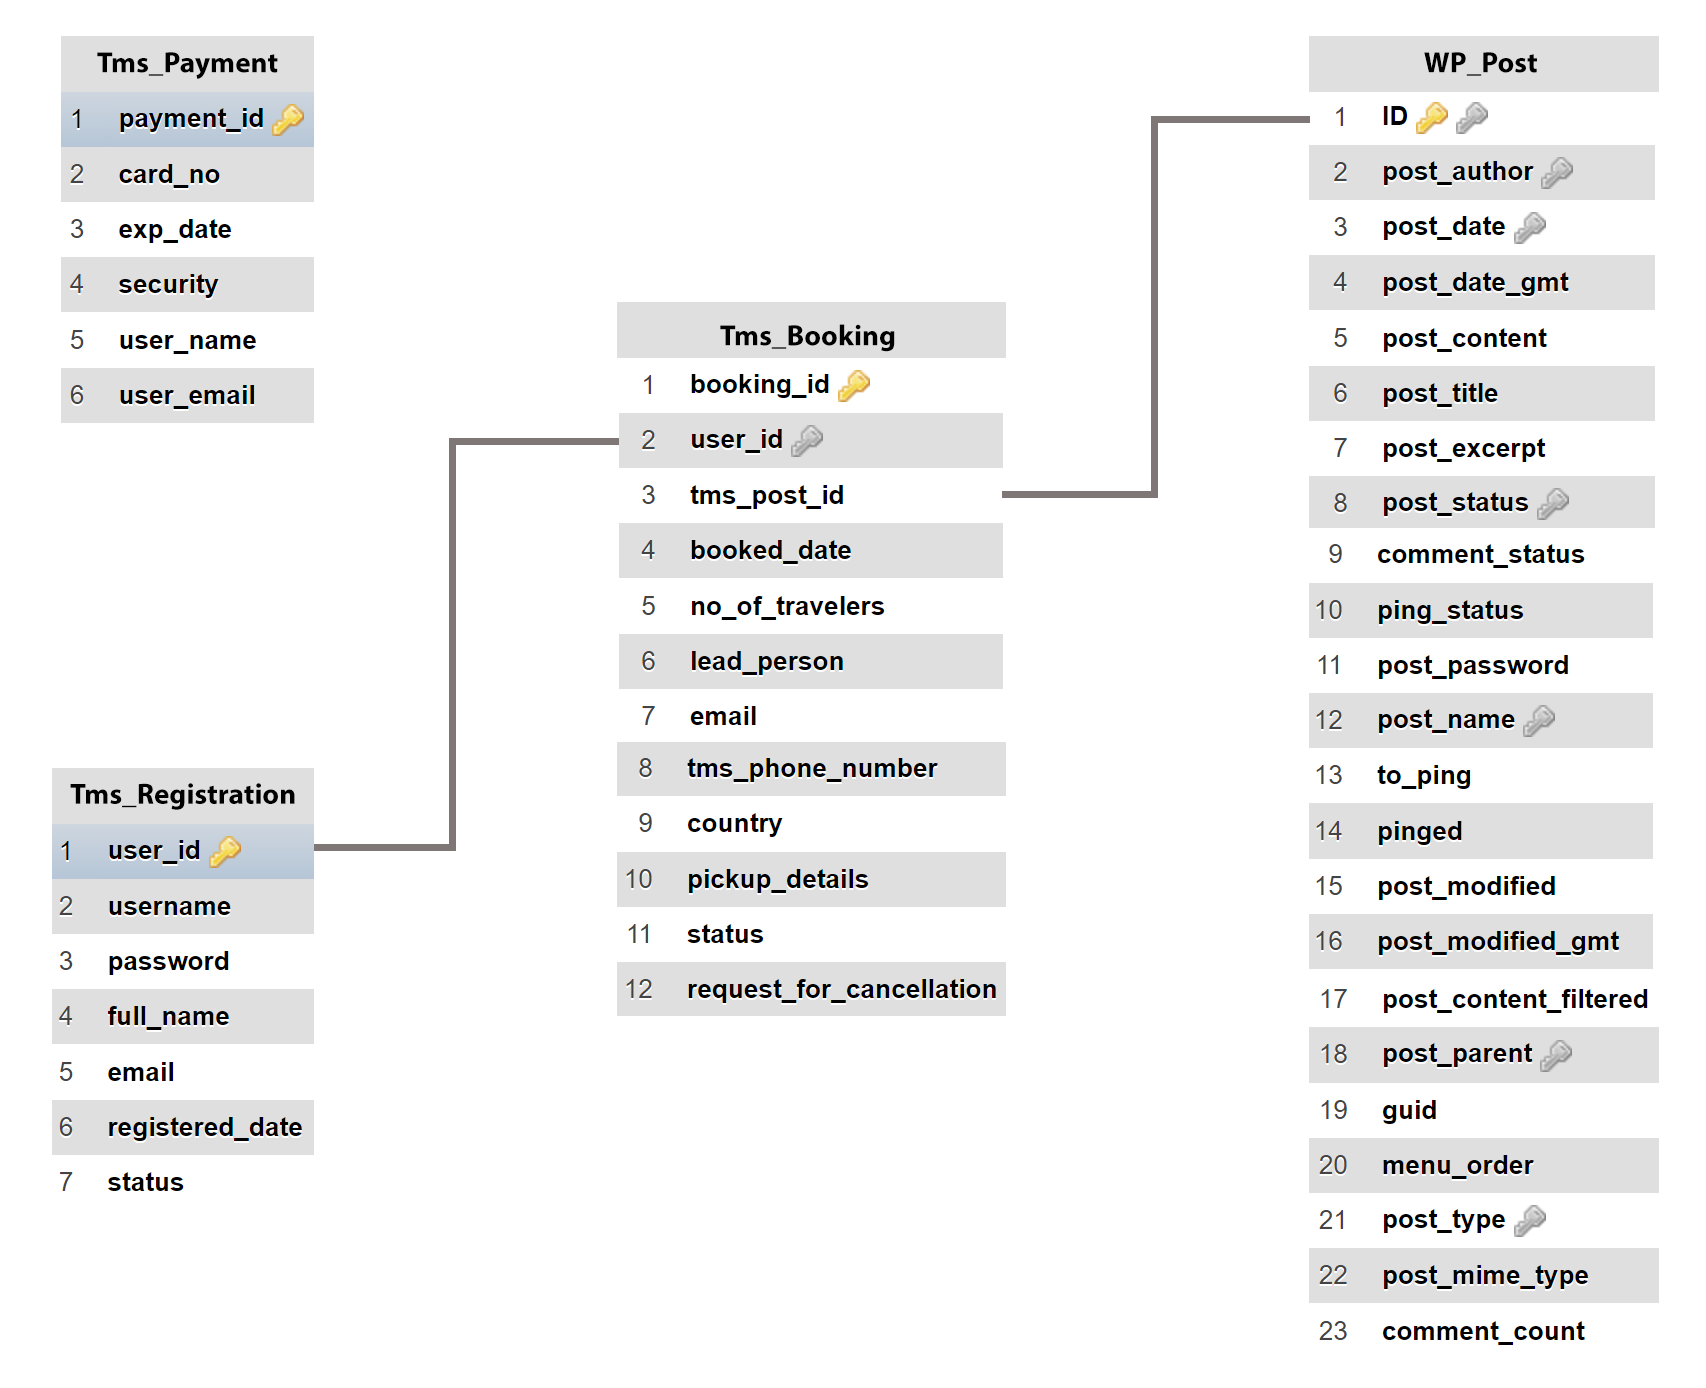 Tms_Payment
1 payment_id
2 card_no
3 exp_date
4 security
5 user_name
6 user_email
Tms_Registration
1 user_id
2 username
3 password
4 full_name
5 email
6 registered_date
7 status
Tms_Booking
1 booking_id
2 user_id
3 tms_post_id
4 booked_date
5 no_of_travelers
6 lead_person
7 email
8 tms_phone_number
9 country
10 pickup_details
11 status
12 request_for_cancellation
WP_Post
1 ID
2 post_author
3 post_date
4 post_date_gmt
5 post_content
6 post_title
7 post_excerpt
8 post_status
9 comment_status
10 ping_status
11 post_password
12 post_name
13 to_ping
14 pinged
15 post_modified
16 post_modified_gmt
17 post_content_filtered
18 post_parent
19 guid
20 menu_order
21 post_type
22 post_mime_type
23 comment_count